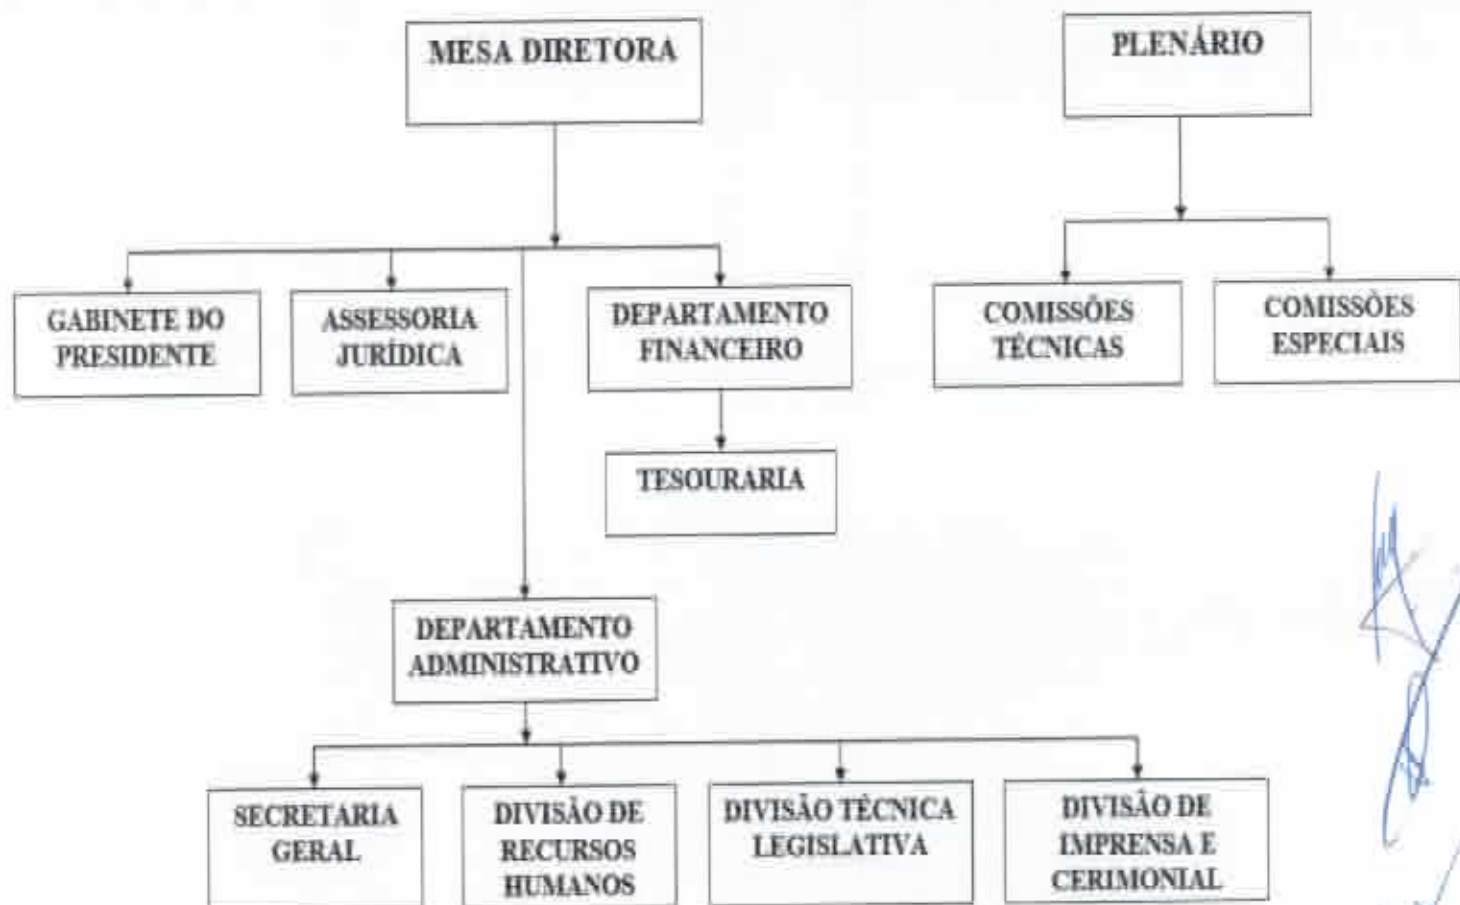 MESA DIRETORA
PLENÁRIO
GABINETE DO
PRESIDENTE
ASSESSORIA
JURÍDICA
DEPARTAMENTO
FINANCEIRO
COMISSÕES
TÉCNICAS
COMISSÕES
ESPECIAIS
TESOURARIA
DEPARTAMENTO
ADMINISTRATIVO
SECRETARIA
GERAL
DIVISÃO DE
RECURSOS
HUMANOS
DIVISÃO TÉCNICA
LEGISLATIVA
DIVISÃO DE
IMPRENSA E
CERIMONIAL